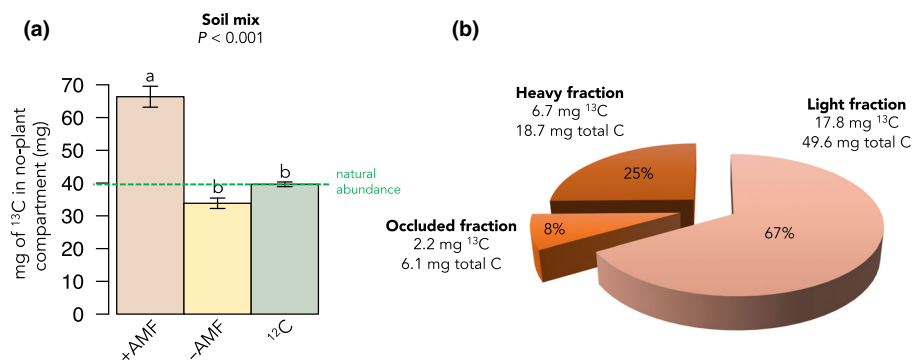 (a)
Soil mix
P < 0.001
mg of ¹³C in no-plant
compartment (mg)
70
60
50
40
30
20
10
0
a
b
b
natural
abundance
+AMF
–AMF
¹²C
(b)
Heavy fraction
6.7 mg ¹³C
18.7 mg total C
Light fraction
17.8 mg ¹³C
49.6 mg total C
Occluded fraction
2.2 mg ¹³C
6.1 mg total C
25%
8%
67%